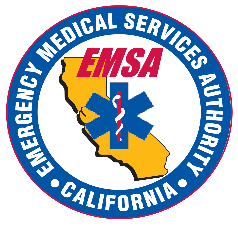 EMERGENCY MEDICAL SERVICES AUTHORITY
EMSA
• CALIFORNIA •